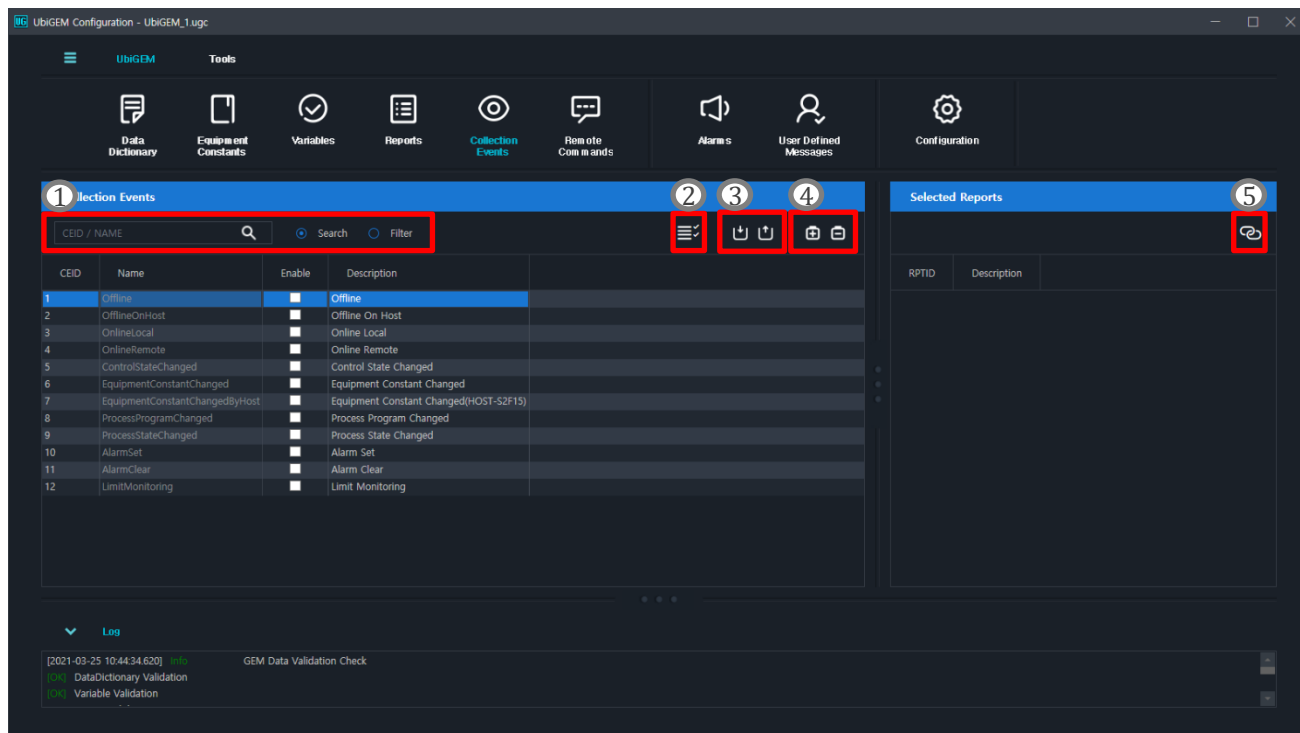 UG UbiGEM Configuration - UbiGEM_1.ugc
UbiGEM Tools
Data Dictionary
Equipment Constants
Variables
Reports
Collection Events
Remote Commands
Alarms
User Defined Messages
Configuration
1 llection Events 2 3 4
CEID / NAME Search Filter
CEID Name Enable Description
1 Offline Offline
2 OfflineOnHost Offline On Host
3 OnlineLocal Online Local
4 OnlineRemote Online Remote
5 ControlStateChanged Control State Changed
6 EquipmentConstantChanged Equipment Constant Changed
7 EquipmentConstantChangedByHost Equipment Constant Changed(HOST-S2F15)
8 ProcessProgramChanged Process Program Changed
9 ProcessStateChanged Process State Changed
10 AlarmSet Alarm Set
11 AlarmClear Alarm Clear
12 LimitMonitoring Limit Monitoring
Selected Reports 5
RPTID Description
Log
[2021-03-25 10:44:34.620] Info GEM Data Validation Check
[OK] DataDictionary Validation
[OK] Variable Validation